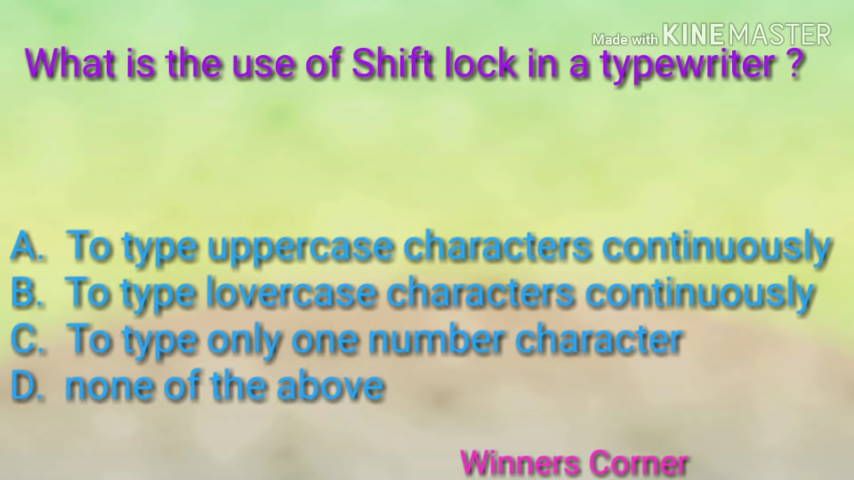 Made with KINEMASTER
What is the use of Shift lock in a typewriter ?
A. To type uppercase characters continuously
B. To type lovercase characters continuously
C. To type only one number character
D. none of the above
Winners Corner